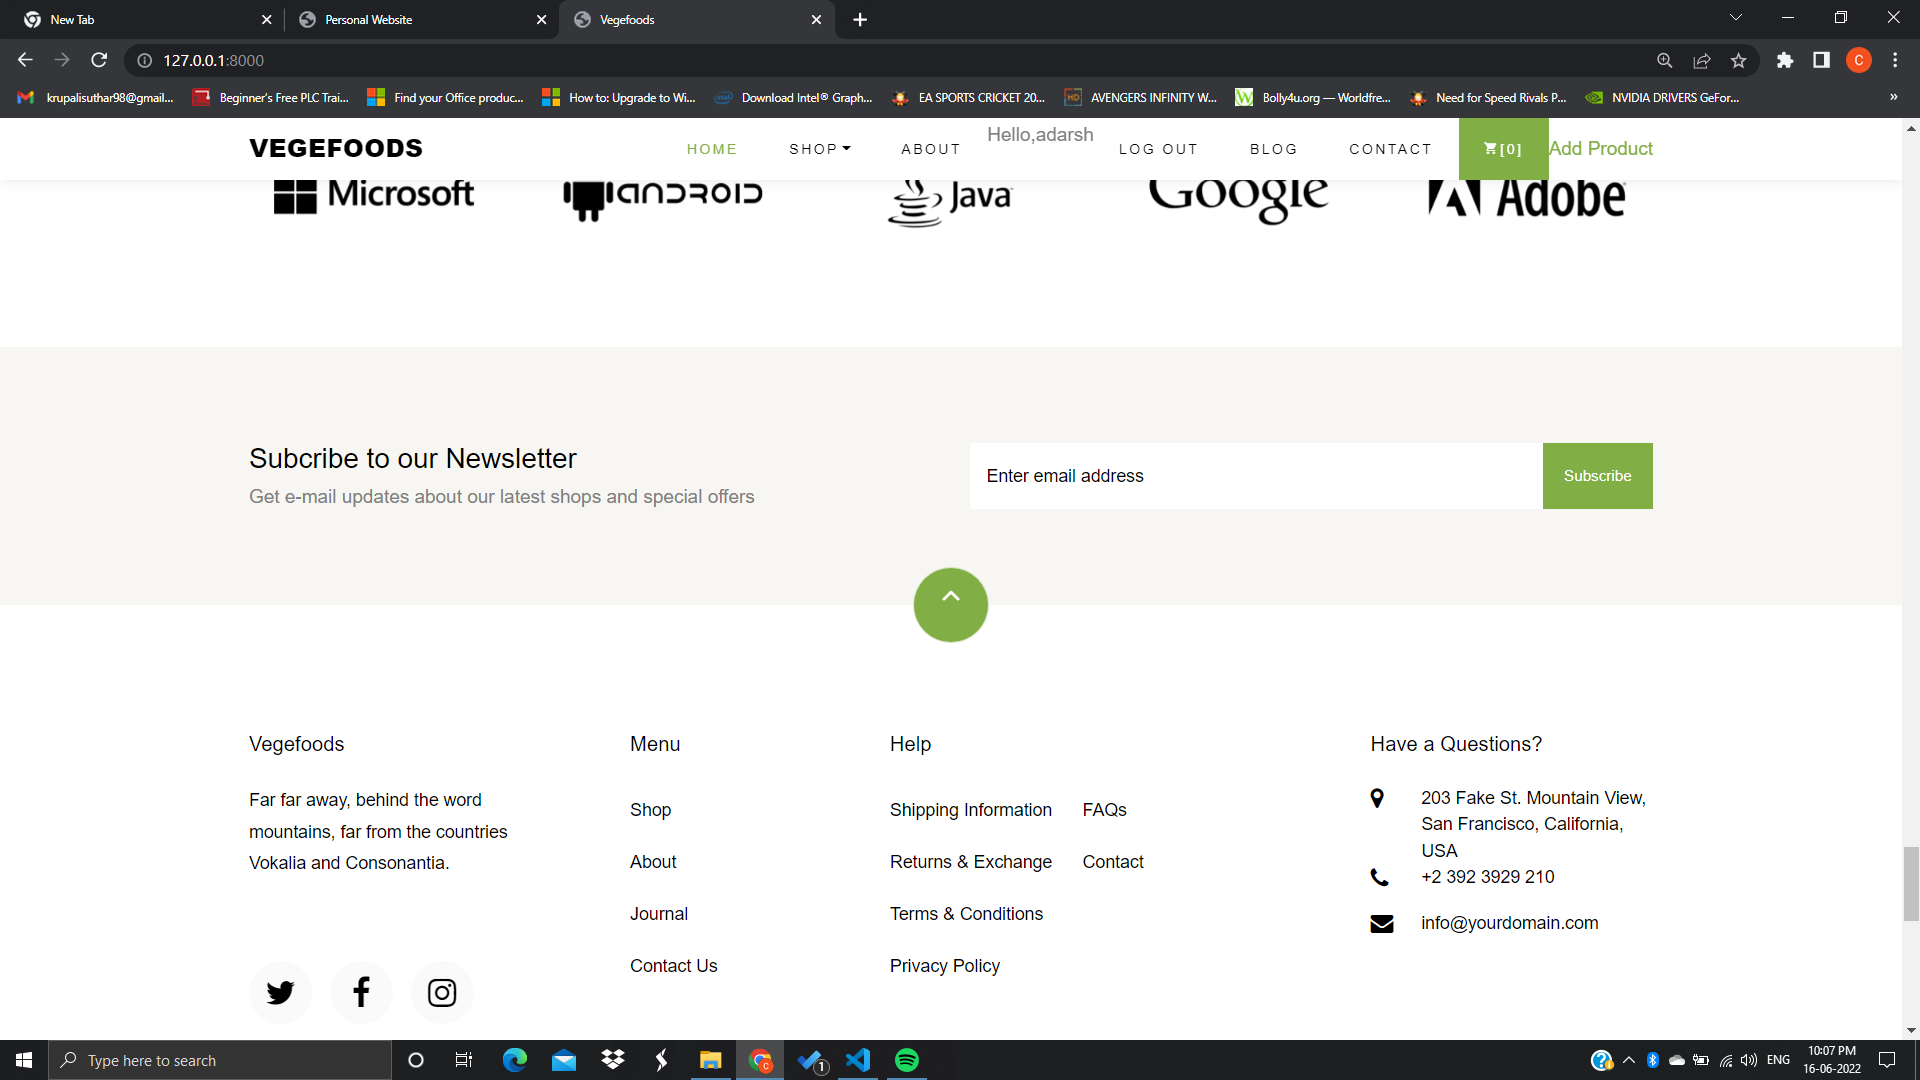 New Tab
Personal Website
Vegefoods
127.0.0.1:8000
krupalisuthar98@gmail...
Beginner's Free PLC Trai...
Find your Office produc...
How to: Upgrade to Wi...
Download Intel® Graph...
EA SPORTS CRICKET 20...
AVENGERS INFINITY W...
Bolly4u.org — Worldfre...
Need for Speed Rivals P...
NVIDIA DRIVERS GeFor...
»
VEGEFOODS
HOME
SHOP
ABOUT
Hello,adarsh
LOG OUT
BLOG
CONTACT
[0]
Add Product
Microsoft
ANDROID
Java
Google
Adobe
Subcribe to our Newsletter
Get e-mail updates about our latest shops and special offers
Enter email address
Subscribe
Vegefoods
Far far away, behind the word
mountains, far from the countries
Vokalia and Consonantia.
Menu
Shop
About
Journal
Contact Us
Help
Shipping Information
Returns & Exchange
Terms & Conditions
Privacy Policy
FAQs
Contact
Have a Questions?
203 Fake St. Mountain View,
San Francisco, California,
USA
+2 392 3929 210
info@yourdomain.com
Type here to search
1
ENG
10:07 PM
16-06-2022